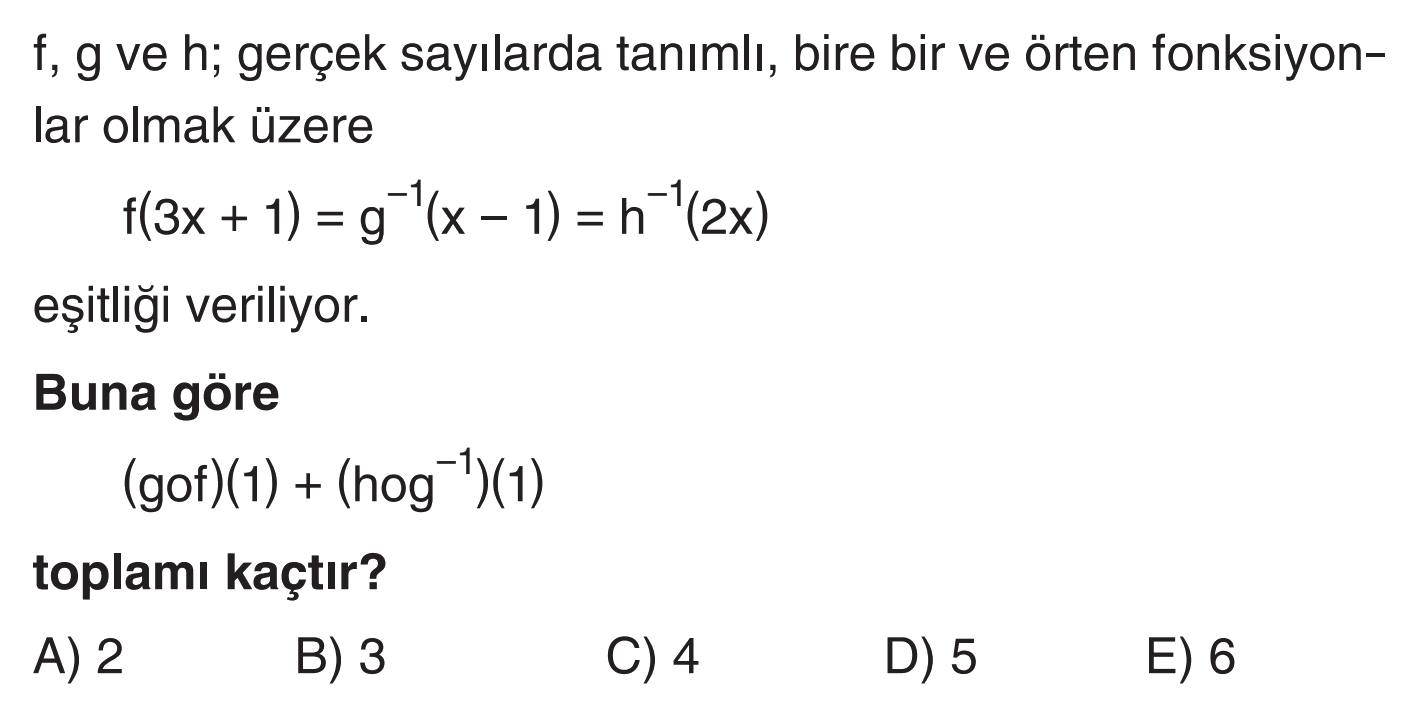 f, g ve h; gerçek sayılarda tanımlı, bire bir ve örten fonksiyon-
lar olmak üzere
f(3x + 1) = g⁻¹(x – 1) = h⁻¹(2x)
eşitliği veriliyor.
Buna göre
(gof)(1) + (hog⁻¹)(1)
toplamı kaçtır?
A) 2 B) 3 C) 4 D) 5 E) 6